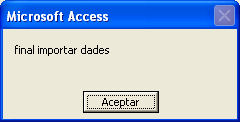 Microsoft Access
final importar dades
Aceptar